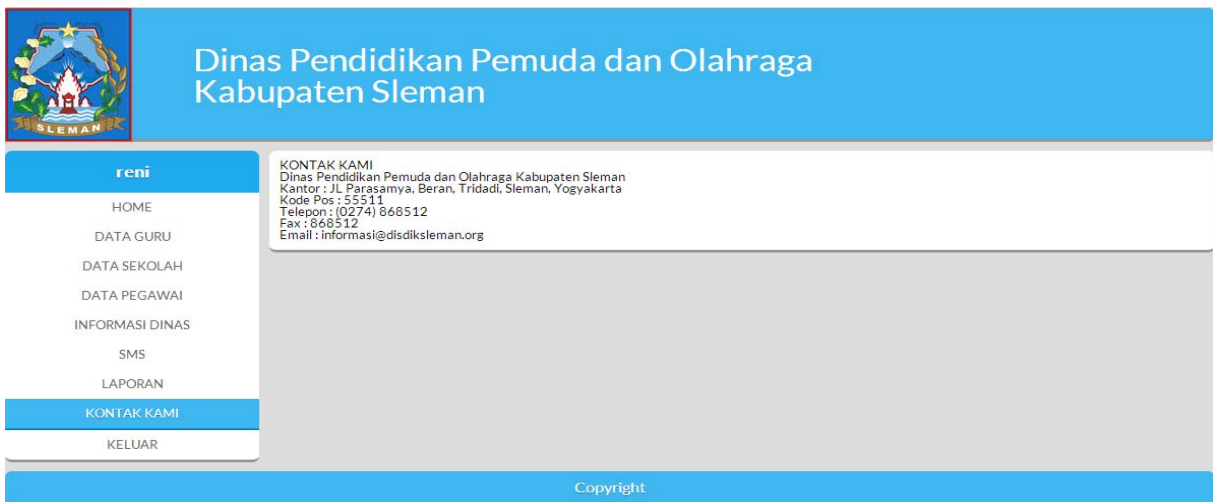 SLEMAN
Dinas Pendidikan Pemuda dan Olahraga
Kabupaten Sleman
reni
HOME
DATA GURU
DATA SEKOLAH
DATA PEGAWAI
INFORMASI DINAS
SMS
LAPORAN
KONTAK KAMI
KELUAR
KONTAK KAMI
Dinas Pendidikan Pemuda dan Olahraga Kabupaten Sleman
Kantor : JL Parasamya, Beran, Tridadi, Sleman, Yogyakarta
Kode Pos : 55511
Telepon : (0274) 868512
Fax : 868512
Email : informasi@disdiksleman.org
Copyright